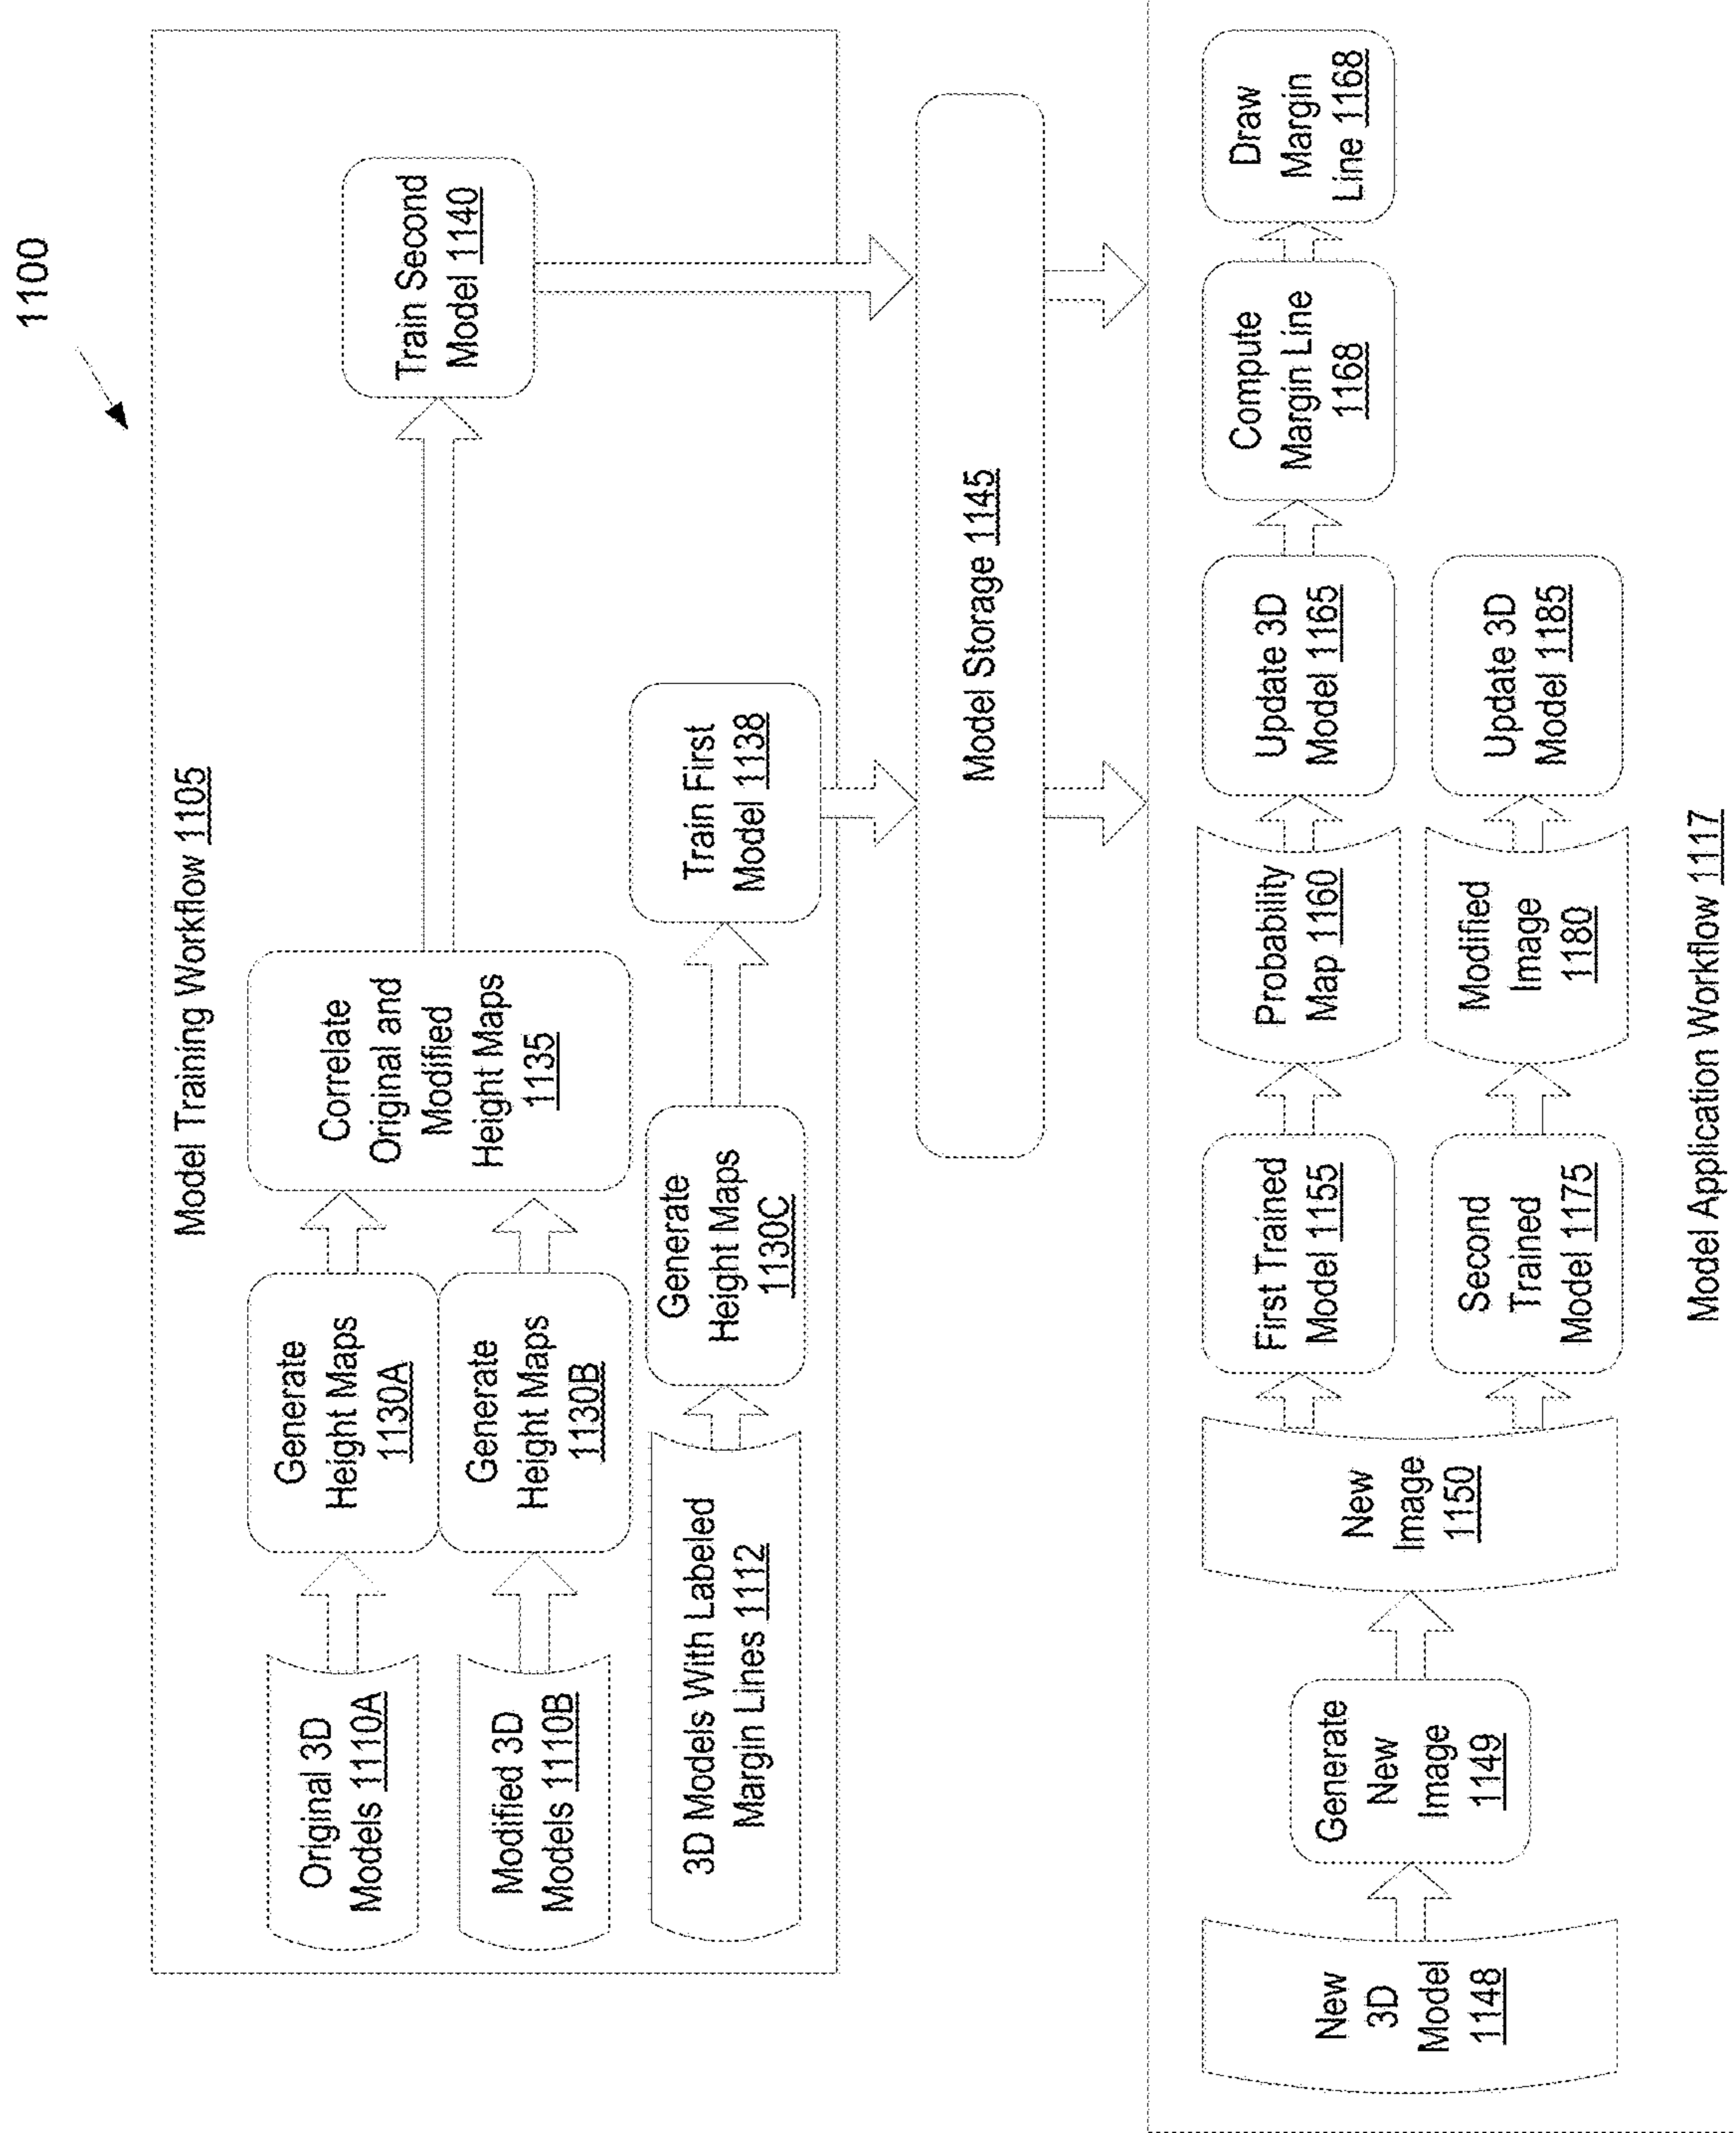 1100
Model Training Workflow 1105
Original 3D
Models 1110A
Generate
Height Maps
1130A
Correlate
Original and
Modified
Height Maps
1135
Train Second
Model 1140
Modified 3D
Models 1110B
Generate
Height Maps
1130B
3D Models With Labeled
Margin Lines 1112
Generate
Height Maps
1130C
Train First
Model 1138
Model Storage 1145
New
3D
Model
1148
Generate
New
Image
1149
New
Image
1150
First Trained
Model 1155
Probability
Map 1160
Update 3D
Model 1165
Compute
Margin Line
1168
Draw
Margin
Line 1168
Second
Trained
Model 1175
Modified
Image
1180
Update 3D
Model 1185
Model Application Workflow 1117